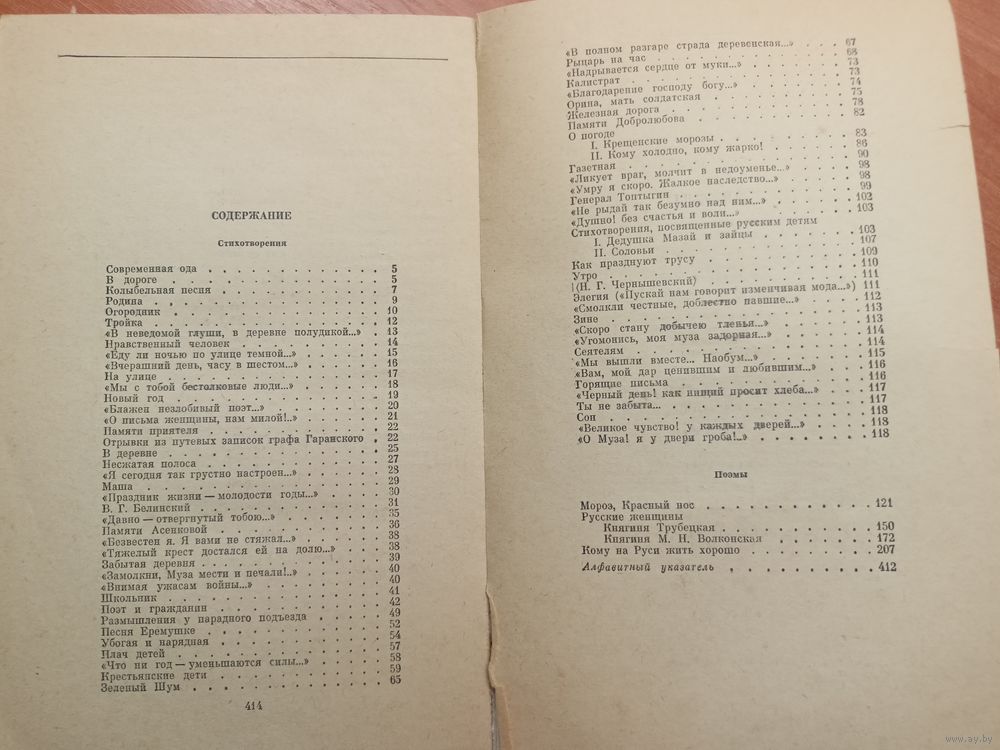 СОДЕРЖАНИЕ
Стихотворения
Современная ода . . . . . . . . . . . . . 5
В дороге . . . . . . . . . . . . . . . 5
Колыбельная песня . . . . . . . . . . . . 7
Родина . . . . . . . . . . . . . . . . 9
Огородник . . . . . . . . . . . . . . . 10
Тройка . . . . . . . . . . . . . . . . 12
«В неведомой глуши, в деревне полудикой...» .
Нравственный человек . . . . . . . . . . . 14
«Еду ли ночью по улице темной...» . . . . . . 15
«Вчерашний день, часу в шестом...» . . . . . . 16
На улице . . . . . . . . . . . . . . . 17
«Мы с тобой бестолковые люди...» . . . . . . 18
Новый год . . . . . . . . . . . . . . . 19
«Блажен незлобивый поэт...» . . . . . . . . 20
«О письма женщины, нам милой!..» . . . . . . 21
Памяти приятеля . . . . . . . . . . . . . 22
Отрывки из путевых записок графа Гаранского . 22
В деревне . . . . . . . . . . . . . . . 25
Несжатая полоса . . . . . . . . . . . . . 27
«Я сегодня так грустно настроен...» . . . . . 28
Маша . . . . . . . . . . . . . . . . . 29
«Праздник жизни — молодости годы...» . . . . 30
В. Г. Белинский . . . . . . . . . . . . . 31
«Давно — отвергнутый тобою...» . . . . . . . 35
Памяти Асенковой . . . . . . . . . . . . . 36
«Безвестен я. Я вами не стяжал...» . . . . . . 38
«Тяжелый крест достался ей на долю...» . . . . 38
Забытая деревня . . . . . . . . . . . . . 39
«Замолкни, Муза мести и печали!..» . . . . . . 40
«Внимая ужасам войны...» . . . . . . . . . 40
Школьник . . . . . . . . . . . . . . . 41
Поэт и гражданин . . . . . . . . . . . . . 42
Размышления у парадного подъезда . . . . . . 49
Песня Еремушке . . . . . . . . . . . . . 52
Убогая и нарядная . . . . . . . . . . . . 54
Плач детей . . . . . . . . . . . . . . . 57
«Что ни год — уменьшаются силы...» . . . . . 58
Крестьянские дети . . . . . . . . . . . . 59
Зеленый Шум . . . . . . . . . . . . . . 65
414
«В полном разгаре страда деревенская...» . . . 67
Рыцарь на час . . . . . . . . . . . . . . 68
«Надрывается сердце от муки...» . . . . . . . 73
Калистрат . . . . . . . . . . . . . . . 73
«Благодарение господу богу...» . . . . . . . 74
Орина, мать солдатская . . . . . . . . . . 75
Железная дорога . . . . . . . . . . . . . 78
Памяти Добролюбова . . . . . . . . . . . 82
О погоде
I. Крещенские морозы . . . . . . . . . . 83
II. Кому холодно, кому жарко! . . . . . . . 86
Газетная . . . . . . . . . . . . . . . . 90
«Ликует враг, молчит в недоуменье...» . . . . 98
«Умру я скоро. Жалкое наследство...» . . . . . 98
Генерал Топтыгин . . . . . . . . . . . . . 99
«Не рыдай так безумно над ним...» . . . . . . 102
«Душно! без счастья и воли...» . . . . . . . 103
Стихотворения, посвященные русским детям
I. Дедушка Мазай и зайцы . . . . . . . . 103
II. Соловьи . . . . . . . . . . . . . . 107
Как празднуют трусу . . . . . . . . . . . 109
Утро . . . . . . . . . . . . . . . . . 110
(Н. Г. Чернышевский) . . . . . . . . . . . 111
Элегия («Пускай нам говорит изменчивая мода...») 111
«Смолкли честные, доблестно павшие...» . . . . 112
Зине . . . . . . . . . . . . . . . . . 113
«Скоро стану добычею тленья...» . . . . . . . 113
«Угомонись, моя муза задорная...» . . . . . . 114
Сеятелям . . . . . . . . . . . . . . . . 114
«Мы вышли вместе... Наобум...» . . . . . . . 115
«Вам, мой дар ценившим и любившим...» . . . . 116
Горящие письма . . . . . . . . . . . . . 116
«Черный день! как нищий просит хлеба...» . . . 117
Ты не забыта... . . . . . . . . . . . . . . 117
Сон . . . . . . . . . . . . . . . . . . 118
«Великое чувство! у каждых дверей...» . . . . 118
«О Муза! я у двери гроба!..» . . . . . . . . 118
Поэмы
Мороз, Красный нос . . . . . . . . . . . . 121
Русские женщины
Княгиня Трубецкая . . . . . . . . . . . 150
Княгиня М. Н. Волконская . . . . . . . . 172
Кому на Руси жить хорошо . . . . . . . . . 207
Алфавитный указатель . . . . . . . . . . . 412
www.ay.by